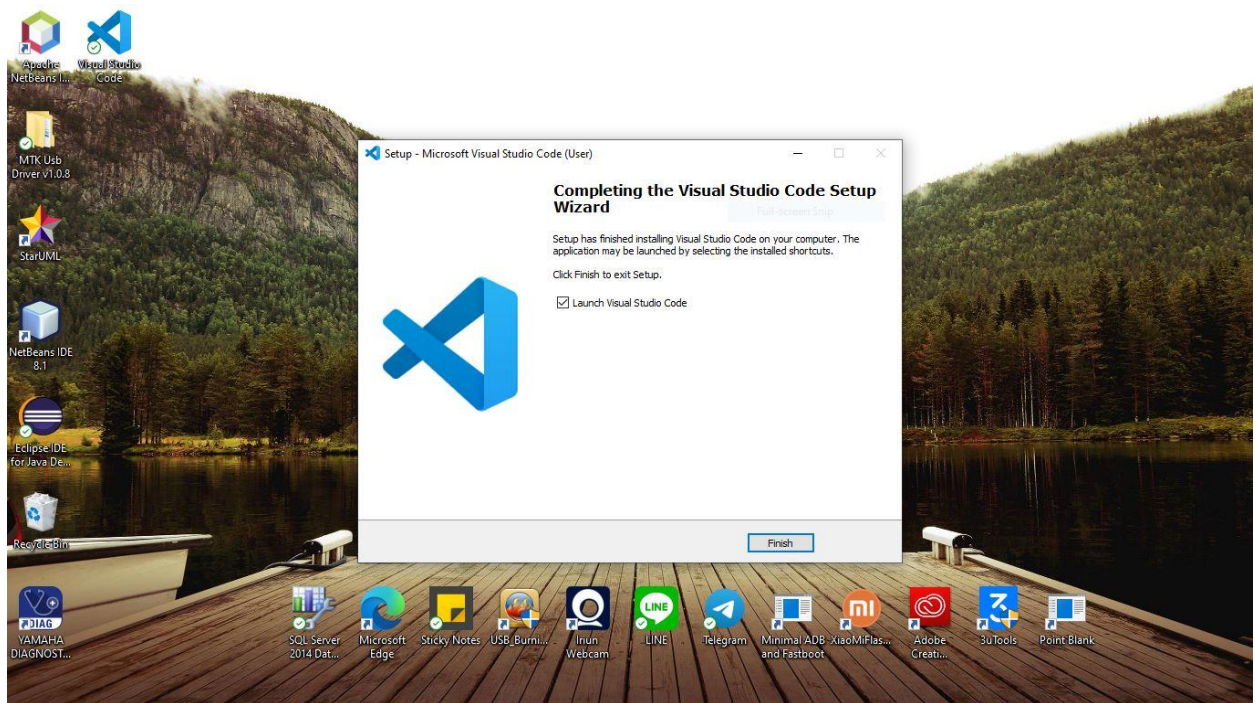 Apache
NetBeans I...
Visual Studio
Code
MTK Usb
Driver v1.0.8
StarUML
NetBeans IDE
8.1
Eclipse IDE
for Java De...
Recycle Bin
Setup - Microsoft Visual Studio Code (User)
Completing the Visual Studio Code Setup
Wizard
Full-screen Snip
Setup has finished installing Visual Studio Code on your computer. The
application may be launched by selecting the installed shortcuts.
Click Finish to exit Setup.
Launch Visual Studio Code
Finish
DIAG
YAMAHA
DIAGNOST...
SQL Server
2014 Dat...
Microsoft
Edge
Sticky Notes
USB_Burni...
Iriun
Webcam
LINE
LINE
Telegram
Minimal ADB
and Fastboot
XiaoMiFlas...
Adobe
Creati...
3uTools
Point Blank